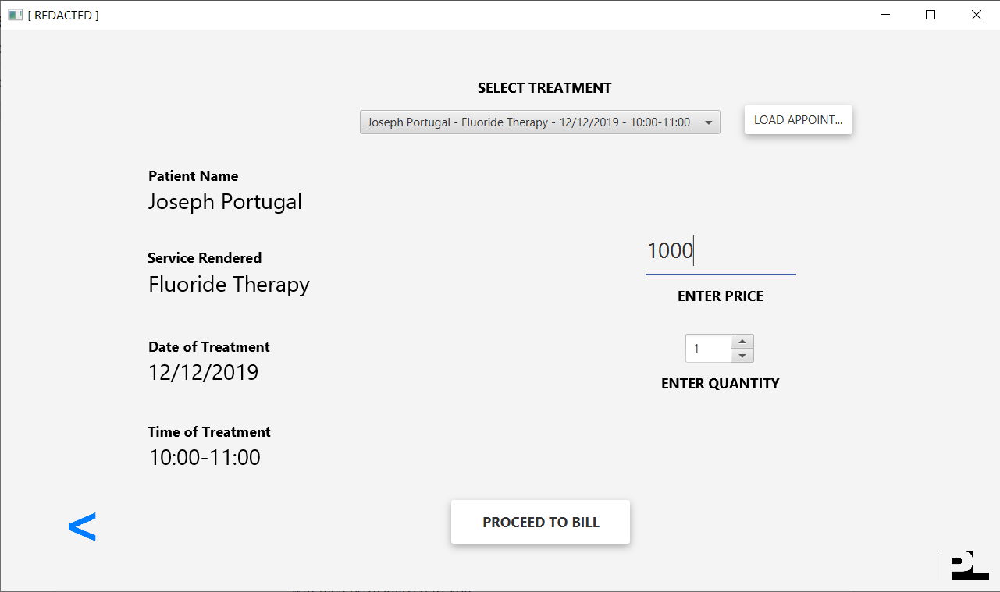 [ REDACTED ]
SELECT TREATMENT
Joseph Portugal - Fluoride Therapy - 12/12/2019 - 10:00-11:00
LOAD APPOINT...
Patient Name
Joseph Portugal
Service Rendered
Fluoride Therapy
Date of Treatment
12/12/2019
Time of Treatment
10:00-11:00
1000
ENTER PRICE
1
ENTER QUANTITY
<
PROCEED TO BILL